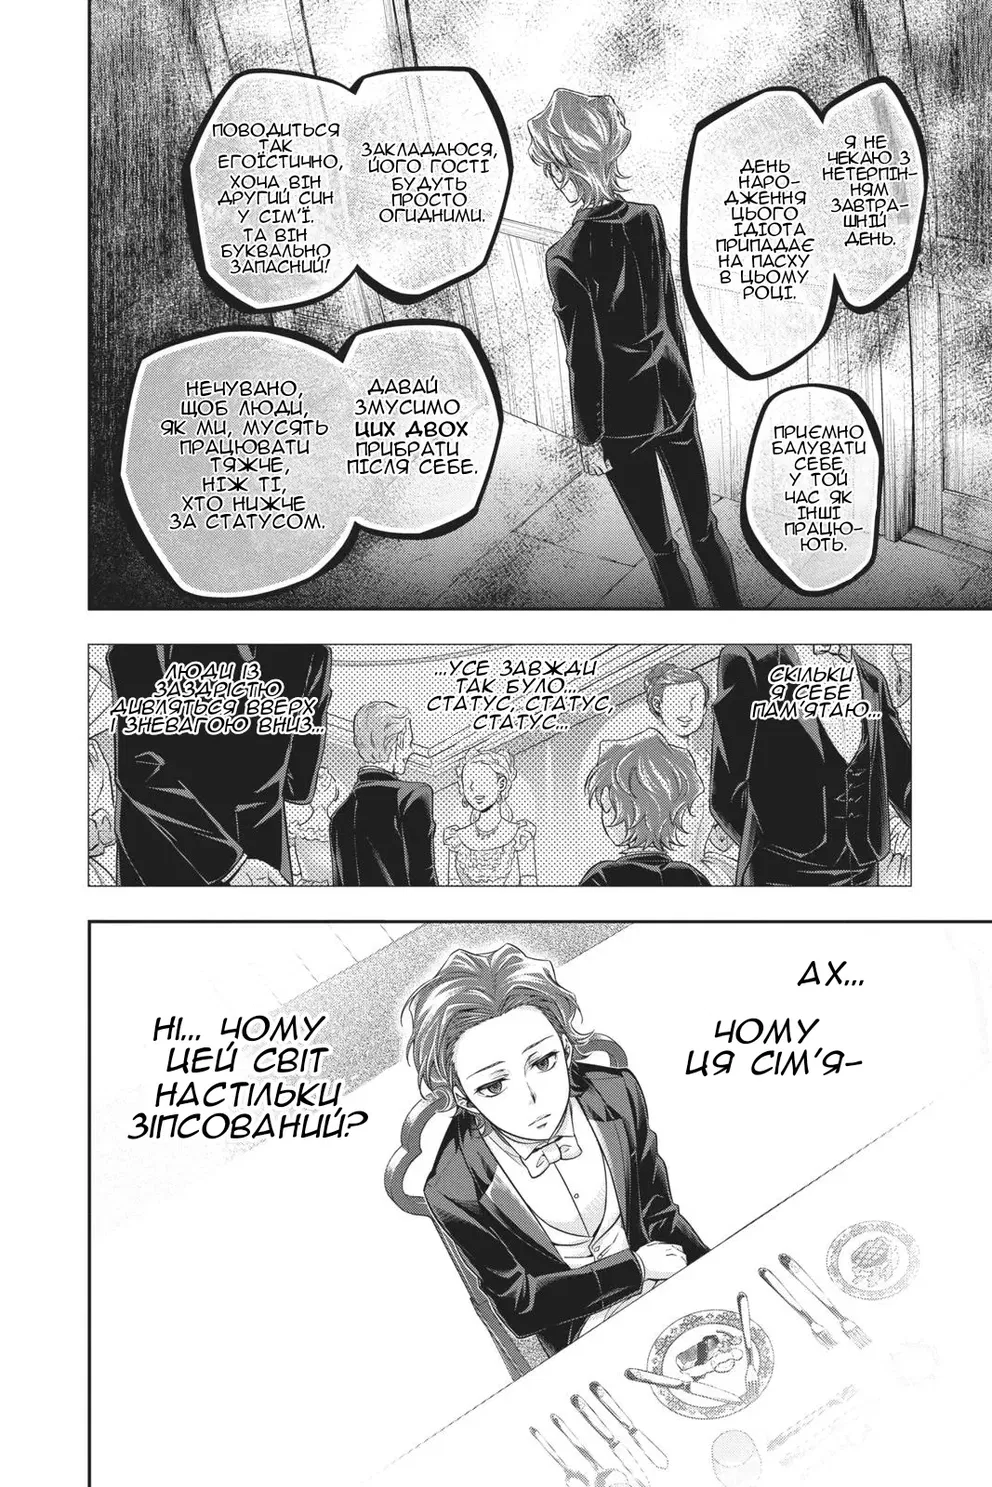 Я НЕ
ЧЕКАЮ З
НЕТЕРПІН-
НЯМ
ЗАВТРА-
ШНІЙ
ДЕНЬ.
ДЕНЬ
НАРО-
ДЖЕННЯ
ЦЬОГО
ІДІОТА
ПРИПАДАЄ
НА ПАСХУ
В ЦЬОМУ
РОЦІ.
ПРИЄМНО
БАЛУВАТИ
СЕБЕ,
У ТОЙ
ЧАС ЯК
ІНШІ
ПРАЦЮ-
ЮТЬ.
ЗАКЛАДАЮСЯ,
ЙОГО ГОСТІ
БУДУТЬ
ПРОСТО
ОГИДНИМИ.
ПОВОДИТЬСЯ
ТАК
ЕГОЇСТИЧНО,
ХОЧА ВІН
ДРУГИЙ СИН
У СІМ'Ї.
ТА ВІН
БУКВАЛЬНО
ЗАПАСНИЙ!
ДАВАЙ
ЗМУСИМО
ЦИХ ДВОХ
ПРИБРАТИ
ПІСЛЯ СЕБЕ.
НЕЧУВАНО,
ЩОБ ЛЮДИ,
ЯК МИ, МУСЯТЬ
ПРАЦЮВАТИ
ТЯЖЧЕ,
НІЖ ТІ,
ХТО НИЖЧЕ
ЗА СТАТУСОМ.
СКІЛЬКИ
Я СЕБЕ
ПАМ'ЯТАЮ...
...УСЕ ЗАВЖДИ
ТАК БУЛО...
СТАТУС, СТАТУС,
СТАТУС...
ЛЮДИ ІЗ
ЗАЗДРІСТЮ
ДИВЛЯТЬСЯ ВВЕРХ
І ЗНЕВАГОЮ ВНИЗ...
АХ...
ЧОМУ
ЦЯ СІМ'Я-
НІ... ЧОМУ
ЦЕЙ СВІТ
НАСТІЛЬКИ
ЗІПСОВАНИЙ?